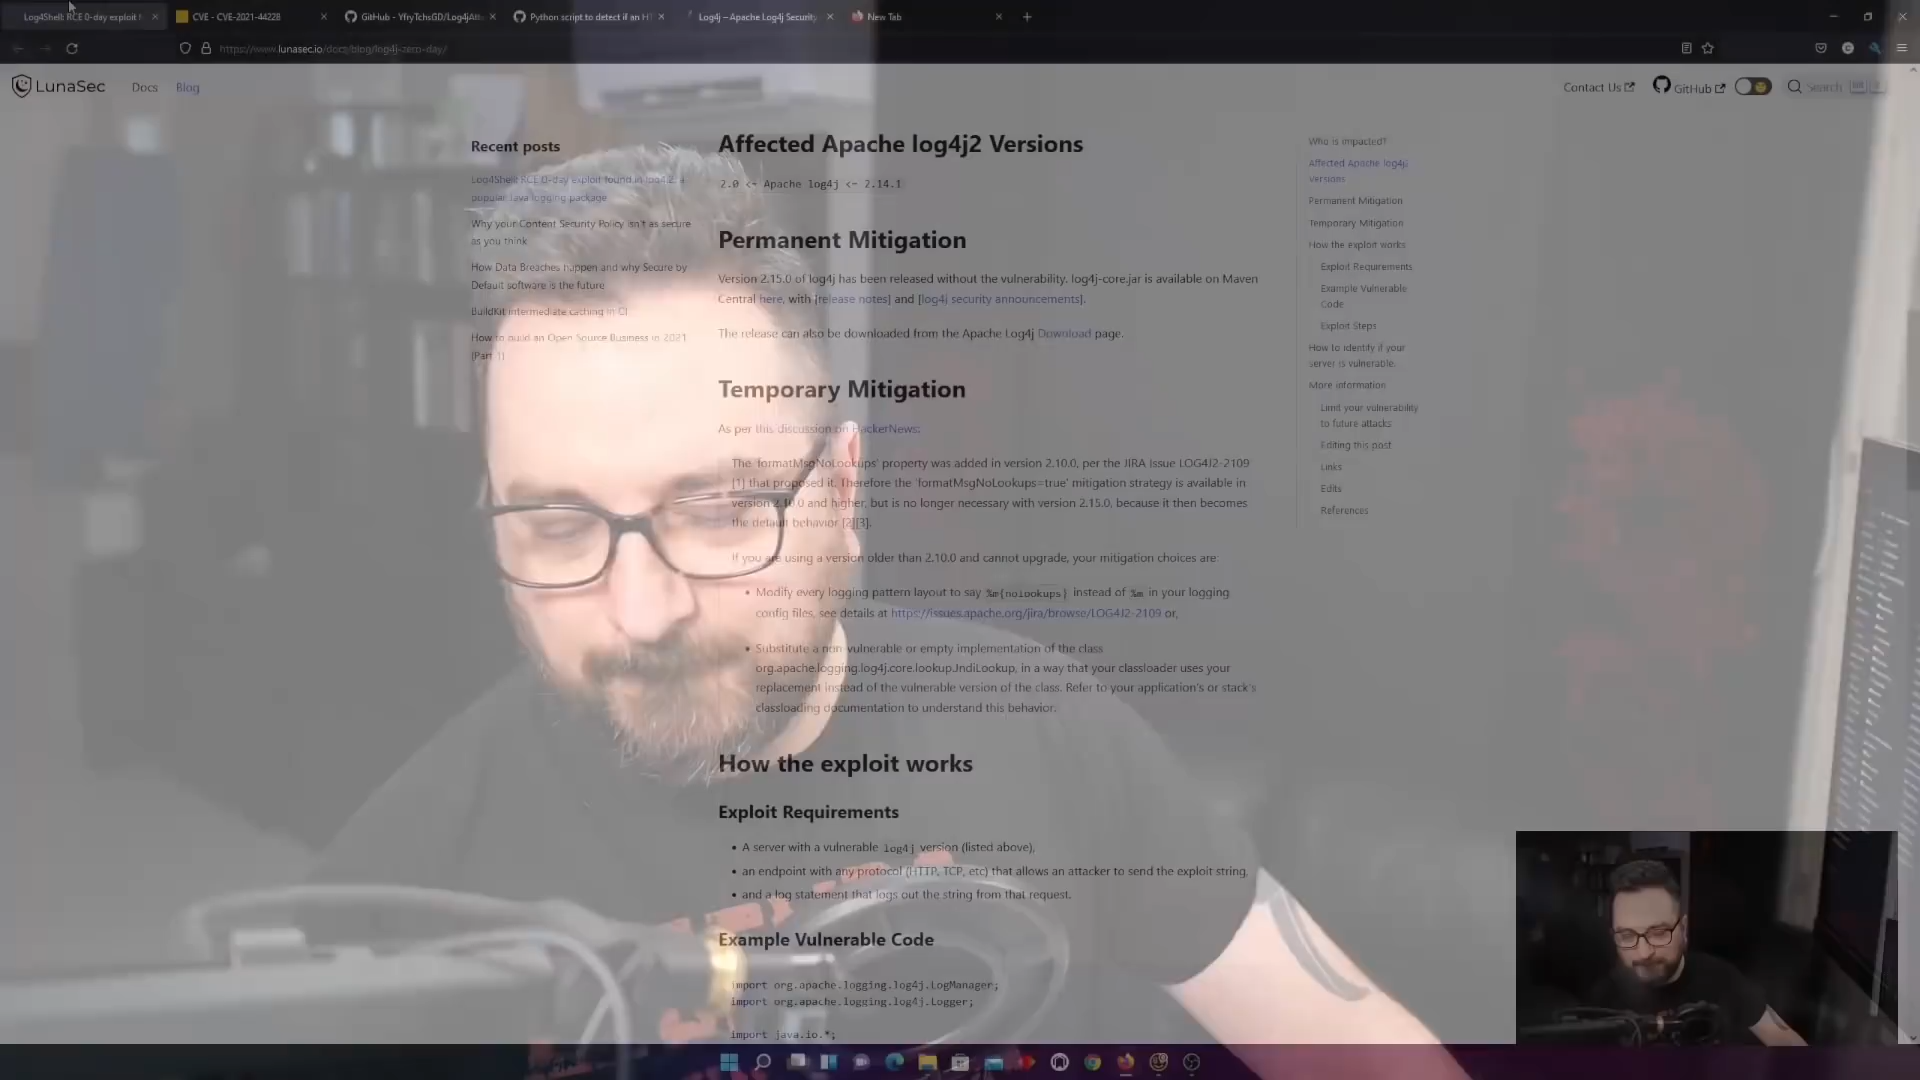 Log4Shell: RCE 0-day exploit f
CVE - CVE-2021-44228
GitHub - YfryTchsGD/Log4jAtt
Python script to detect if an HT
Log4j – Apache Log4j Security
New Tab
https://www.lunasec.io/docs/blog/log4j-zero-day/
LunaSec
Docs
Blog
Contact Us
GitHub
Search
Recent posts
Log4Shell: RCE 0-day exploit found in log4j2, a
popular Java logging package
Why your Content Security Policy isn't as secure
as you think
How Data Breaches happen and why Secure by
Default software is the future
BuildKit intermediate caching in CI
How to build an Open Source Business in 2021
(Part 1)
Affected Apache log4j2 Versions
2.0 <= Apache log4j <= 2.14.1
Permanent Mitigation
Version 2.15.0 of log4j has been released without the vulnerability. log4j-core.jar is available on Maven
Central here, with [release notes] and [log4j security announcements].
The release can also be downloaded from the Apache Log4j Download page.
Temporary Mitigation
As per this discussion on HackerNews:
The 'formatMsgNoLookups' property was added in version 2.10.0, per the JIRA Issue LOG4J2-2109
[1] that proposed it. Therefore the 'formatMsgNoLookups=true' mitigation strategy is available in
version 2.10.0 and higher, but is no longer necessary with version 2.15.0, because it then becomes
the default behavior [2][3].
If you are using a version older than 2.10.0 and cannot upgrade, your mitigation choices are:
• Modify every logging pattern layout to say %m{nolookups} instead of %m in your logging
config files, see details at https://issues.apache.org/jira/browse/LOG4J2-2109 or,
• Substitute a non-vulnerable or empty implementation of the class
org.apache.logging.log4j.core.lookup.JndiLookup, in a way that your classloader uses your
replacement instead of the vulnerable version of the class. Refer to your application's or stack's
classloading documentation to understand this behavior.
How the exploit works
Exploit Requirements
• A server with a vulnerable log4j version (listed above),
• an endpoint with any protocol (HTTP, TCP, etc) that allows an attacker to send the exploit string,
• and a log statement that logs out the string from that request.
Example Vulnerable Code
import org.apache.logging.log4j.LogManager;
import org.apache.logging.log4j.Logger;
import java.io.*;
Who is impacted?
Affected Apache log4j2
Versions
Permanent Mitigation
Temporary Mitigation
How the exploit works
Exploit Requirements
Example Vulnerable
Code
Exploit Steps
How to identify if your
server is vulnerable.
More information
Limit your vulnerability
to future attacks
Editing this post
Links
Edits
References